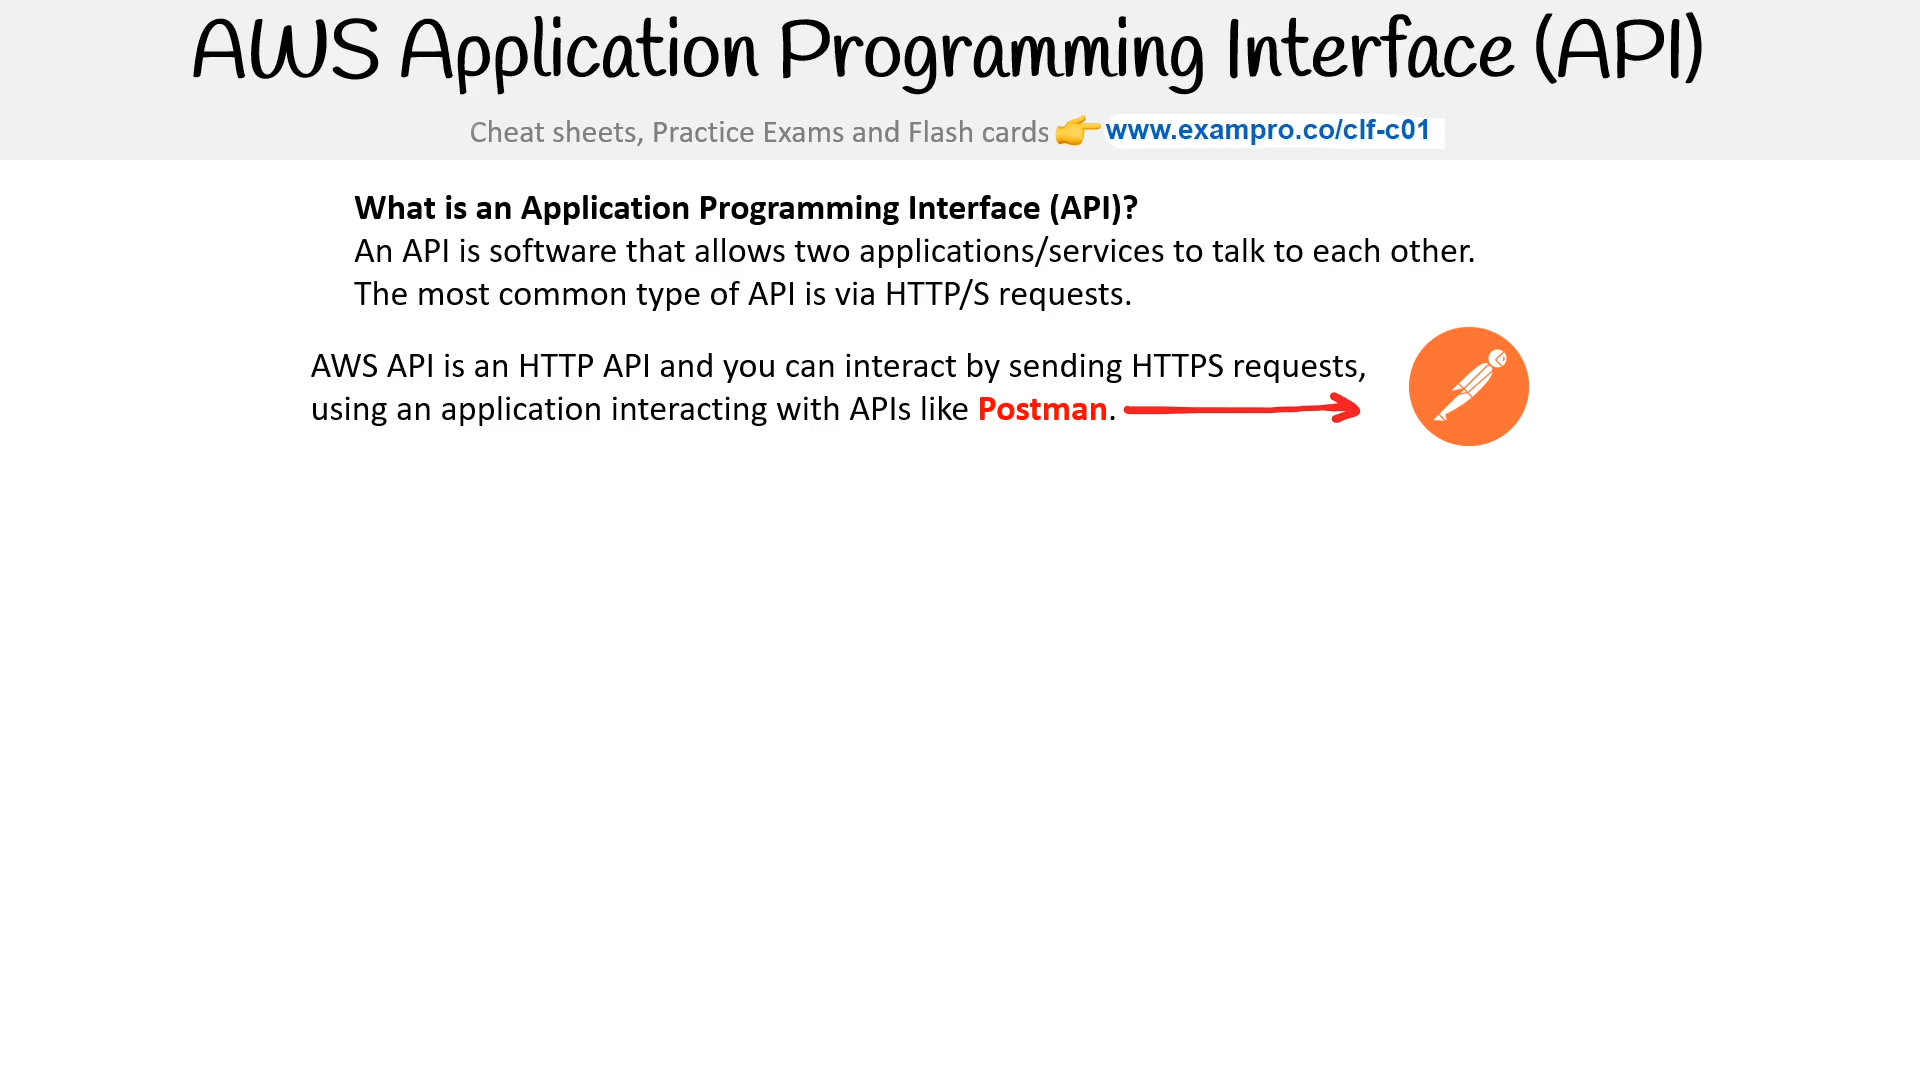 AWS Application Programming Interface (API)
Cheat sheets, Practice Exams and Flash cards 👉 www.exampro.co/clf-c01
What is an Application Programming Interface (API)?
An API is software that allows two applications/services to talk to each other.
The most common type of API is via HTTP/S requests.
AWS API is an HTTP API and you can interact by sending HTTPS requests,
using an application interacting with APIs like Postman.